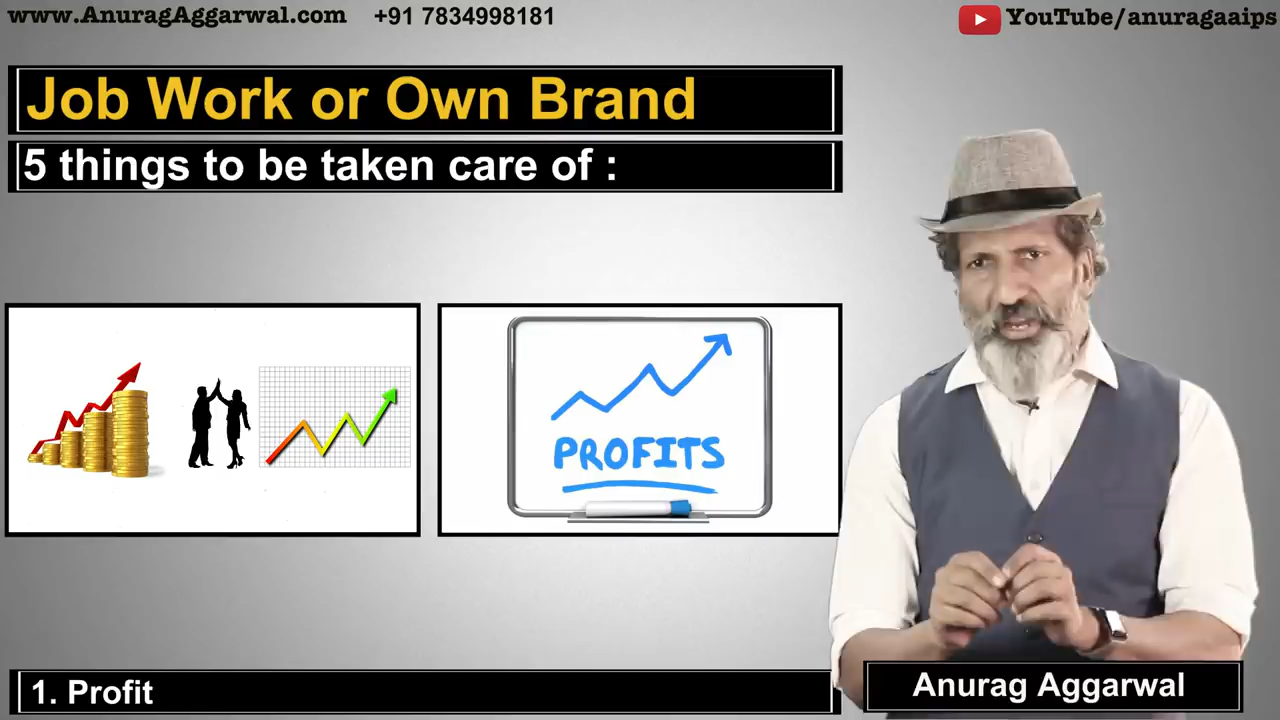 www.AnuragAggarwal.com +91 7834998181
YouTube/anuragaaips
Job Work or Own Brand
5 things to be taken care of :
PROFITS
1. Profit
Anurag Aggarwal